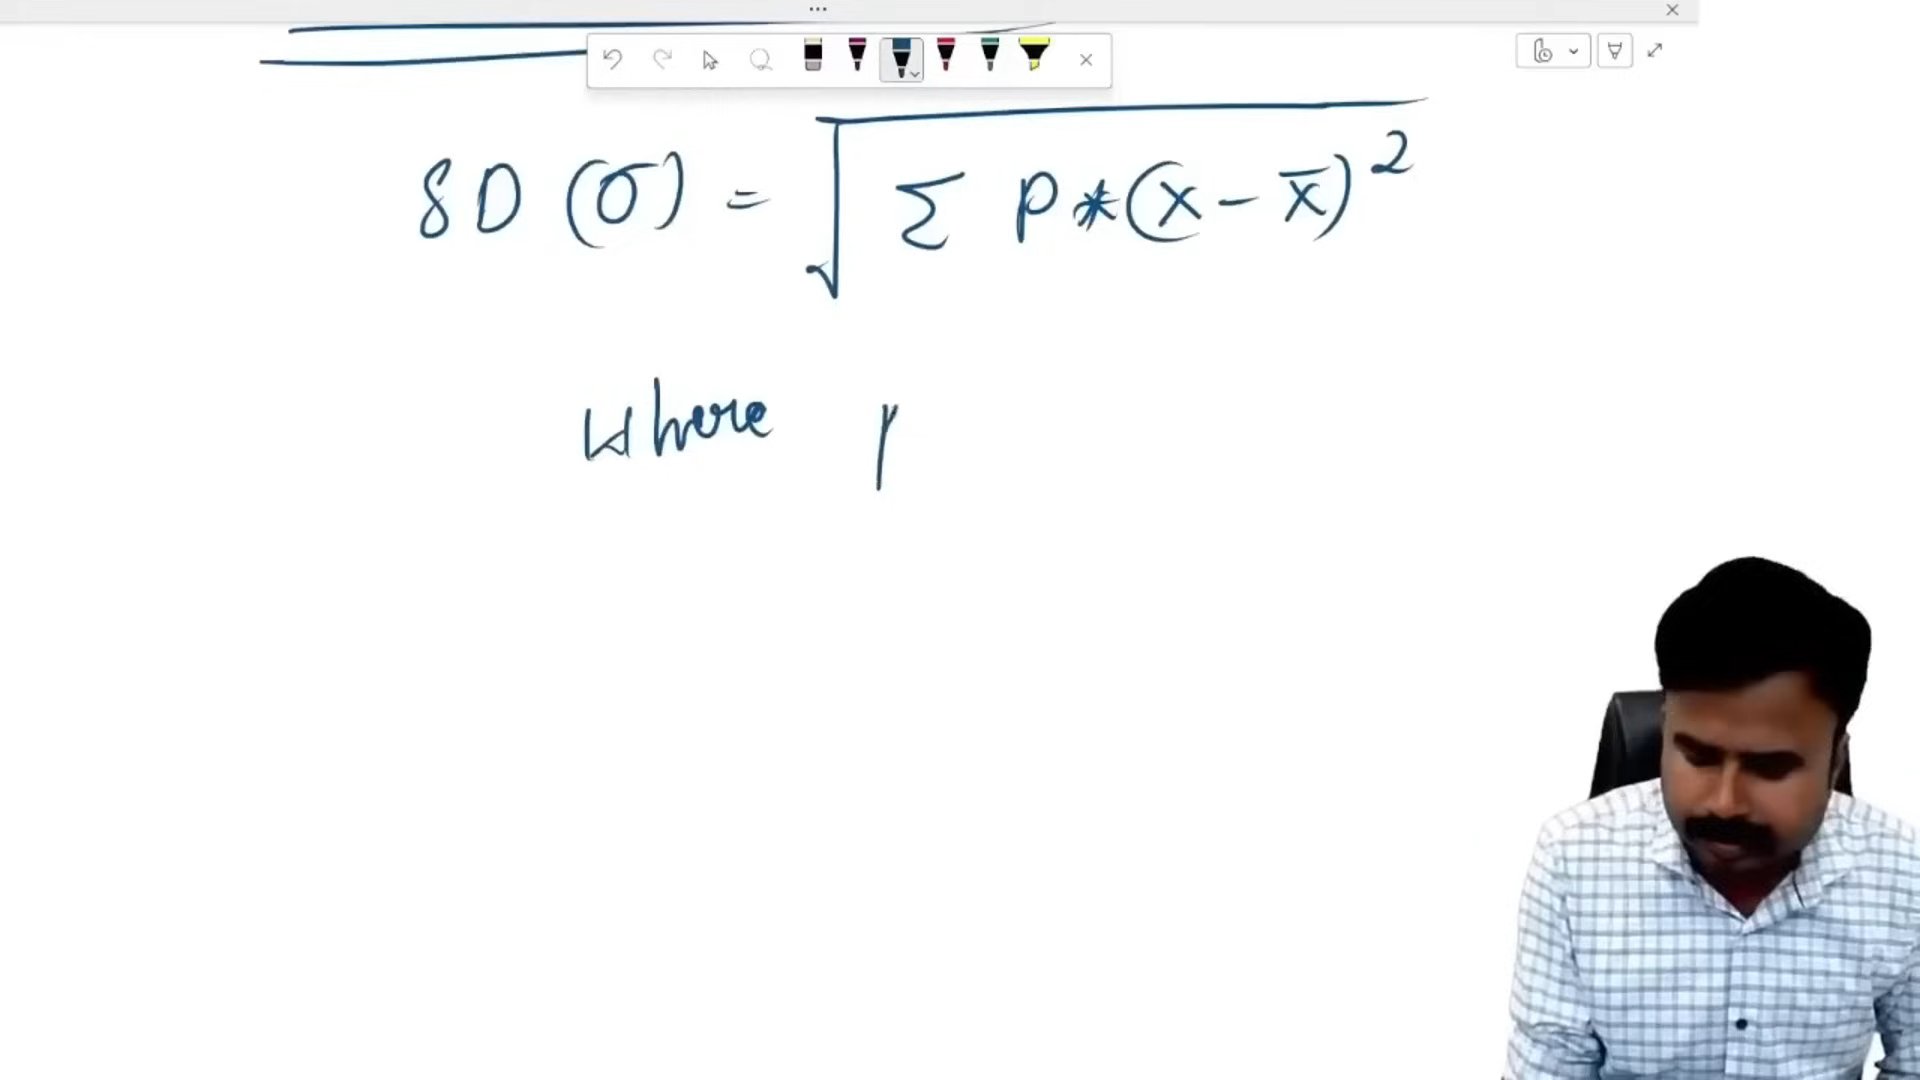 SD (σ) = √ Σ P * (x - x̄)²
where p